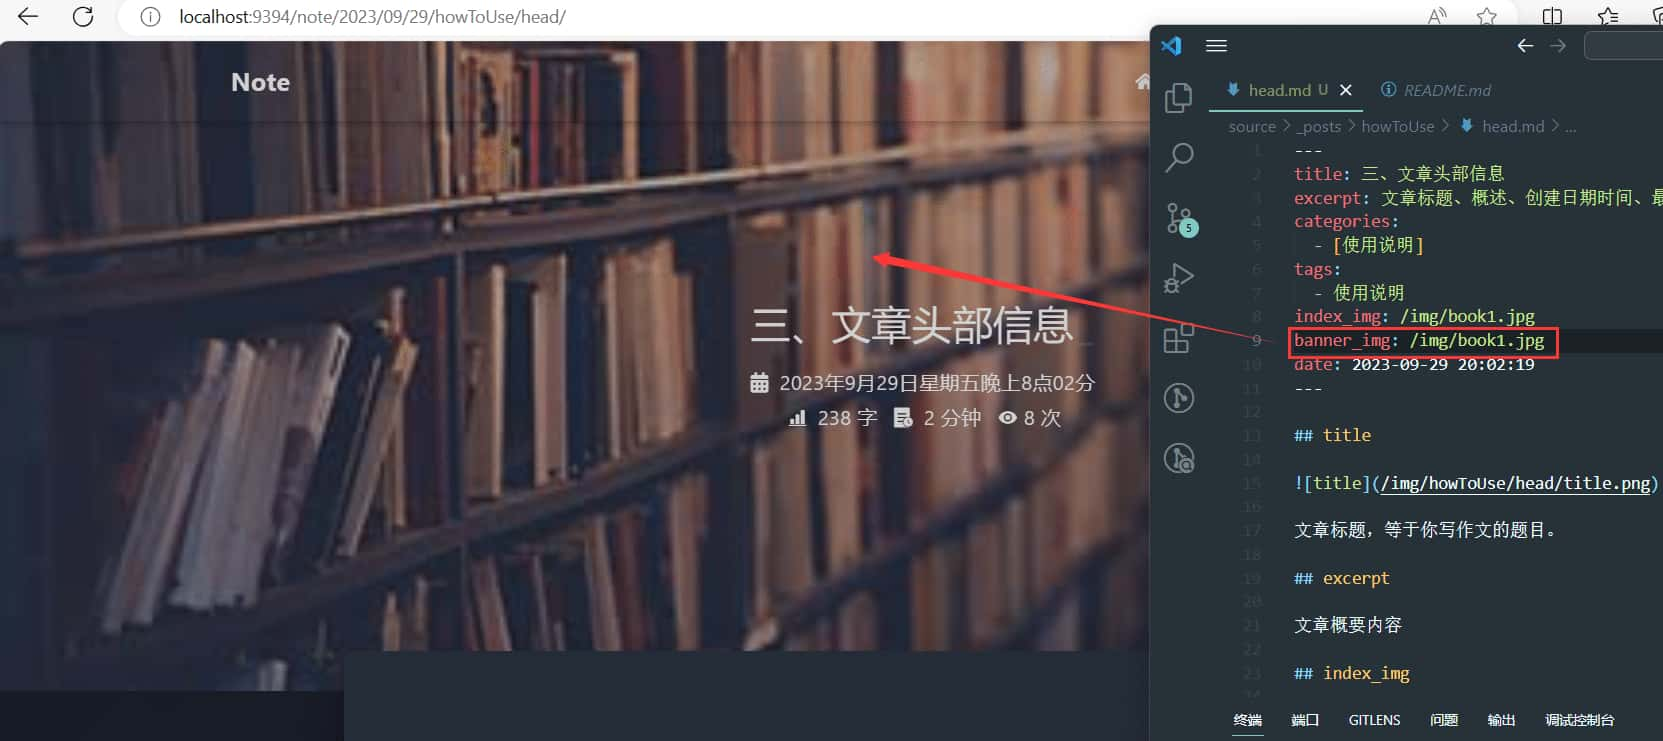 localhost:9394/note/2023/09/29/howToUse/head/
Note
三、文章头部信息_
2023年9月29日星期五晚上8点02分
238 字 2 分钟 8 次
head.md U README.md
source > _posts > howToUse > head.md > ...
5
1 ---
2 title: 三、文章头部信息
3 excerpt: 文章标题、概述、创建日期时间、最
4 categories:
5 - [使用说明]
6 tags:
7 - 使用说明
8 index_img: /img/book1.jpg
9 banner_img: /img/book1.jpg
10 date: 2023-09-29 20:02:19
11 ---
12
13 ## title
14
15 ![title](/img/howToUse/head/title.png)
16
17 文章标题，等于你写作文的题目。
18
19 ## excerpt
20
21 文章概要内容
22
23 ## index_img
24
终端 端口 GITLENS 问题 输出 调试控制台